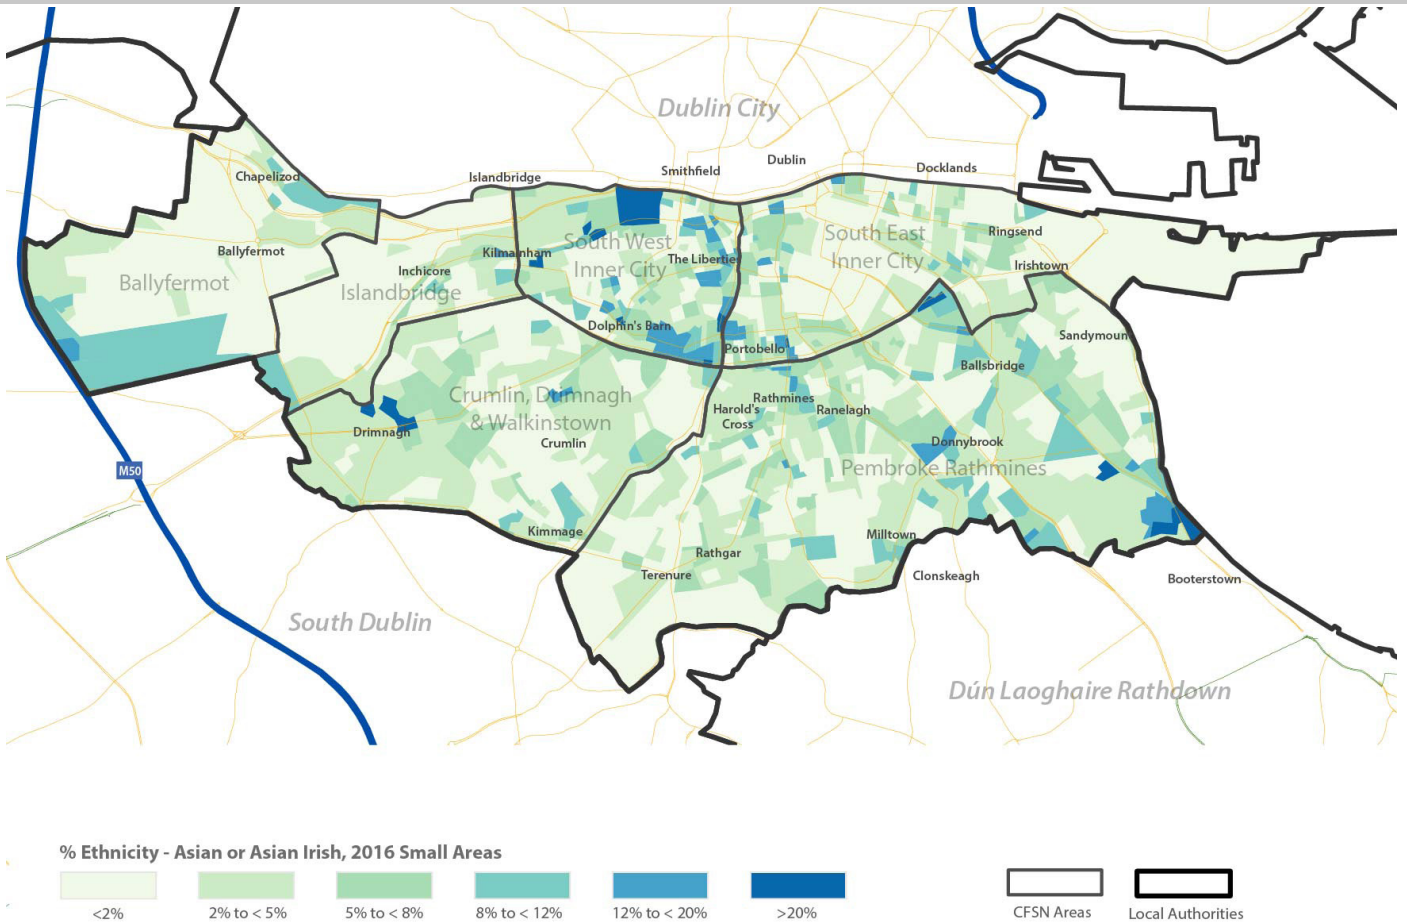 Dublin City
Dublin
Smithfield
Docklands
Islandbridge
Chapelizod
Ringsend
South East
Inner City
South West
Inner City
Kilmainham
The Liberties
Ballyfermot
Irishtown
Inchicore
Ballyfermot
Islandbridge
Dolphin's Barn
Sandymount
Portobello
Ballsbridge
Crumlin, Drimnagh
& Walkinstown
Rathmines
Harold's
Cross
Ranelagh
Drimnagh
Crumlin
Donnybrook
Pembroke Rathmines
M50
Kimmage
Milltown
Rathgar
Terenure
Clonskeagh
Booterstown
South Dublin
Dún Laoghaire Rathdown
% Ethnicity - Asian or Asian Irish, 2016 Small Areas
<2%
2% to < 5%
5% to < 8%
8% to < 12%
12% to < 20%
>20%
CFSN Areas
Local Authorities